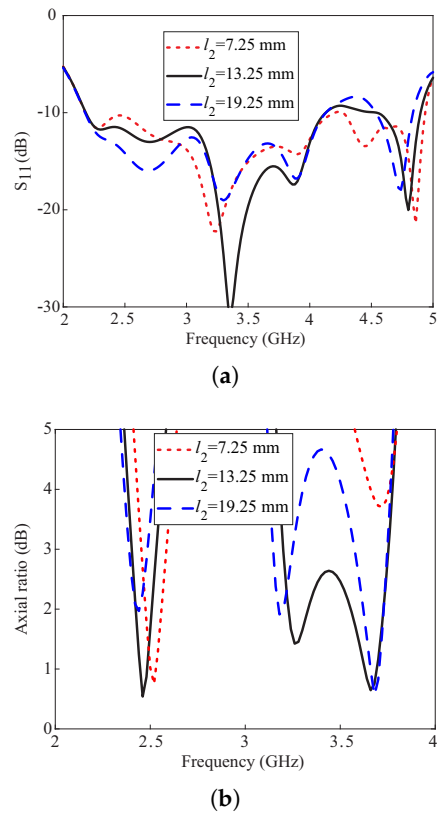 0
-10
-20
-30
S11 (dB)
l2=7.25 mm
l2=13.25 mm
l2=19.25 mm
2 2.5 3 3.5 4 4.5 5
Frequency (GHz)
(a)
5
4
3
2
1
0
Axial ratio (dB)
l2=7.25 mm
l2=13.25 mm
l2=19.25 mm
2 2.5 3 3.5 4
Frequency (GHz)
(b)